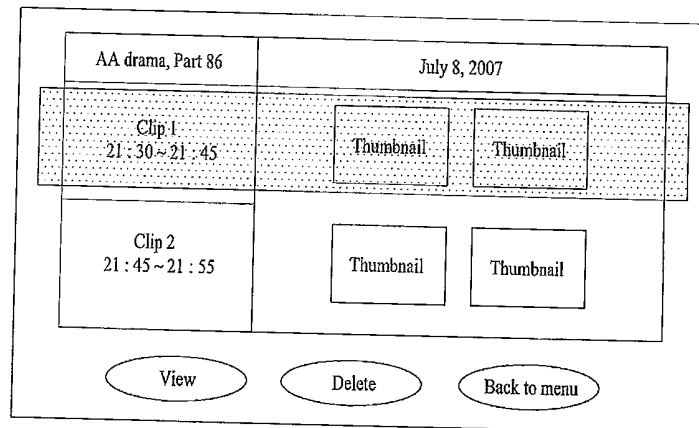 AA drama, Part 86
July 8, 2007
Clip 1
21 : 30 ~ 21 : 45
Thumbnail
Thumbnail
Clip 2
21 : 45 ~ 21 : 55
Thumbnail
Thumbnail
View
Delete
Back to menu